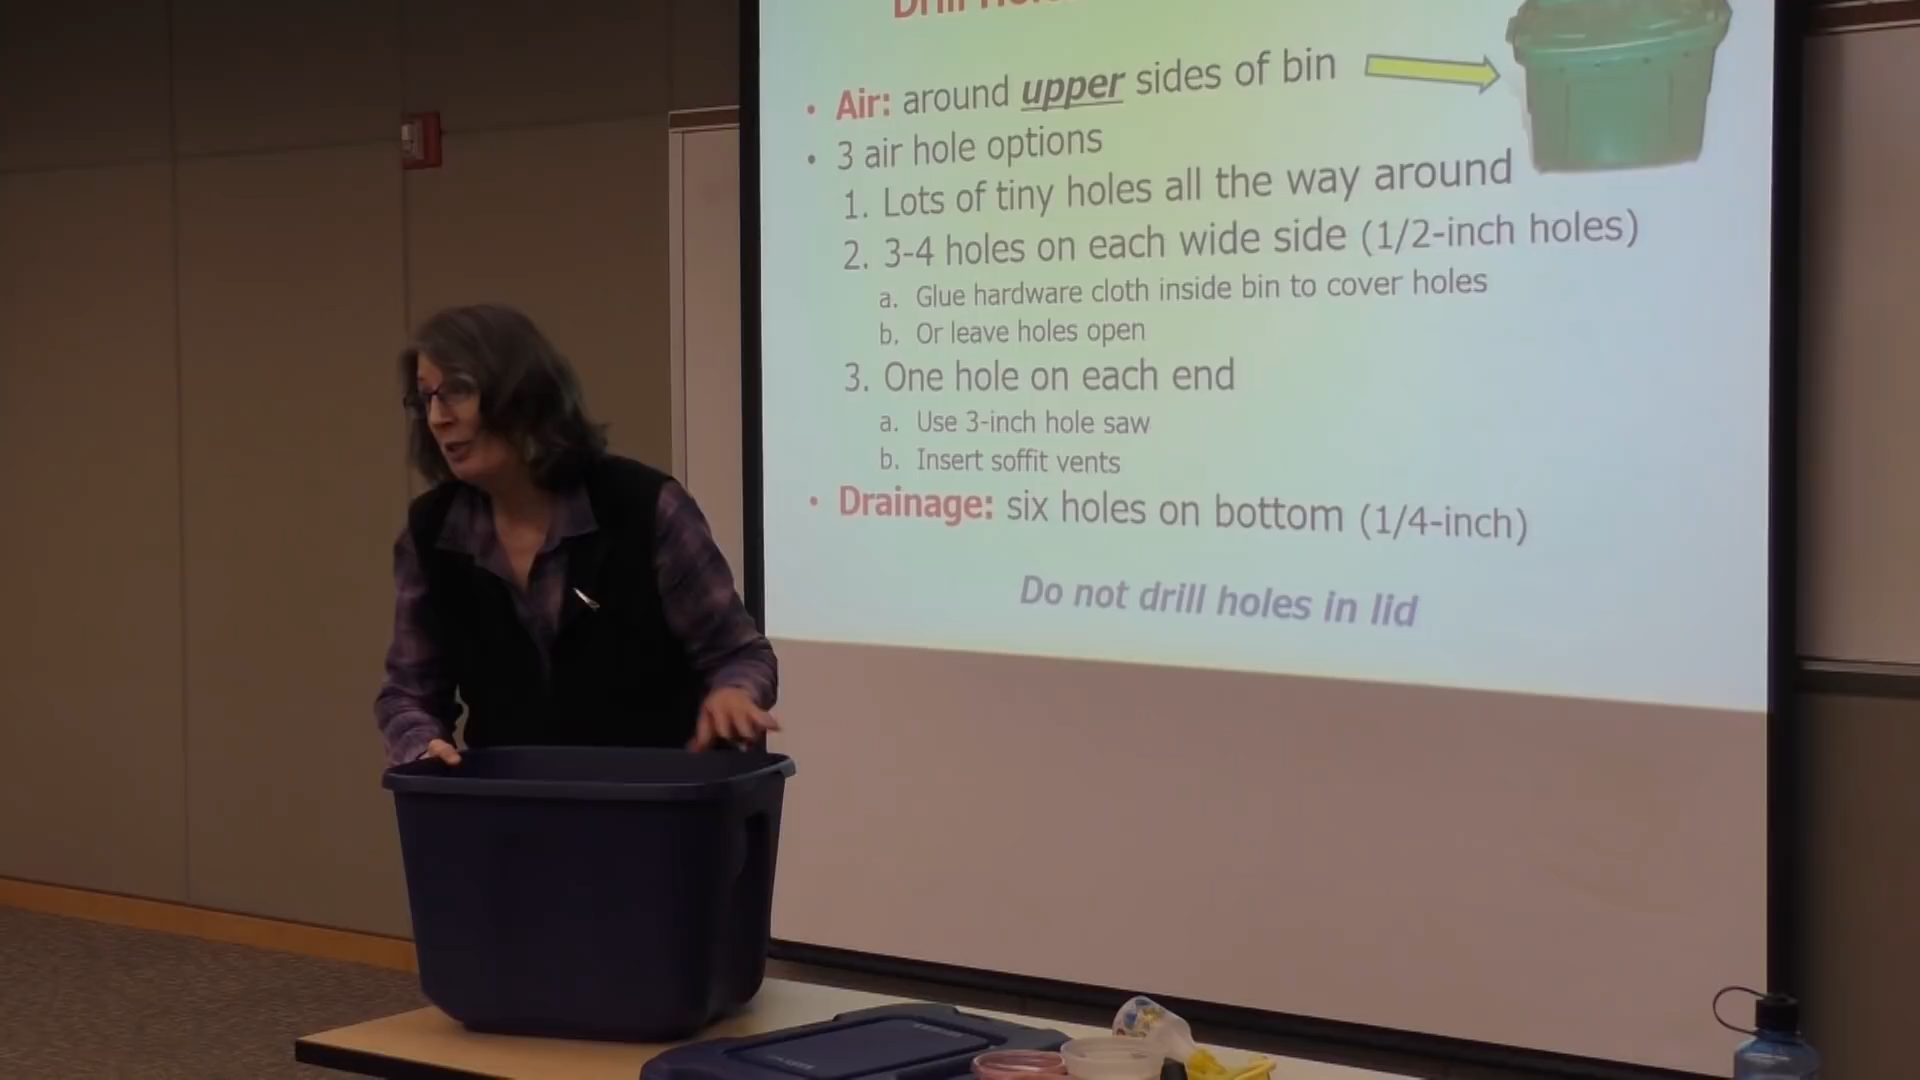 Drill
• Air: around upper sides of bin
• 3 air hole options
1. Lots of tiny holes all the way around
2. 3-4 holes on each wide side (1/2-inch holes)
a. Glue hardware cloth inside bin to cover holes
b. Or leave holes open
3. One hole on each end
a. Use 3-inch hole saw
b. Insert soffit vents
• Drainage: six holes on bottom (1/4-inch)
Do not drill holes in lid